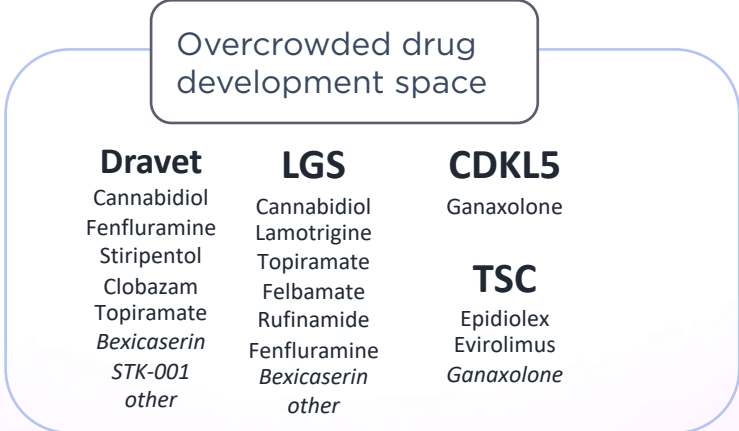 Overcrowded drug
development space
Dravet
Cannabidiol
Fenfluramine
Stiripentol
Clobazam
Topiramate
Bexicaserin
STK-001
other
LGS
Cannabidiol
Lamotrigine
Topiramate
Felbamate
Rufinamide
Fenfluramine
Bexicaserin
other
CDKL5
Ganaxolone
TSC
Epidiolex
Evirolimus
Ganaxolone